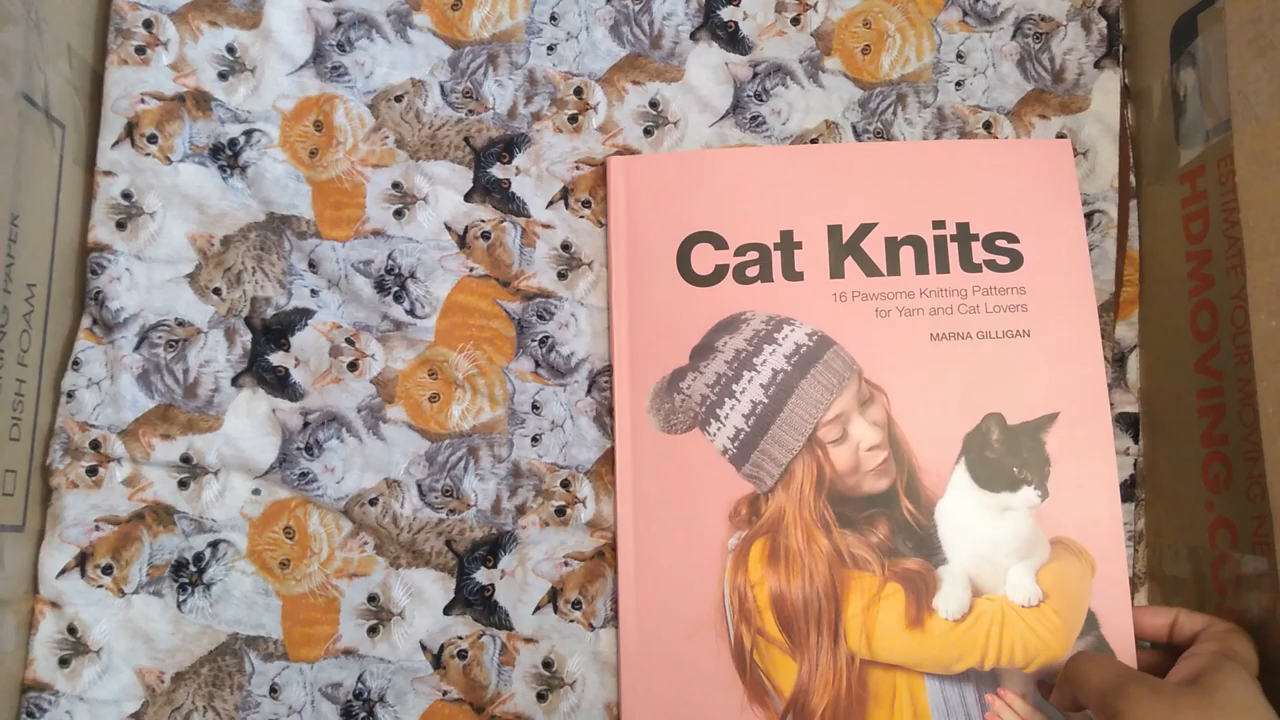 Cat Knits
16 Pawsome Knitting Patterns
for Yarn and Cat Lovers
MARNA GILLIGAN
PAPER
DISH FOAM
ESTIMATE YOUR MOVING
HDMOVING.CO